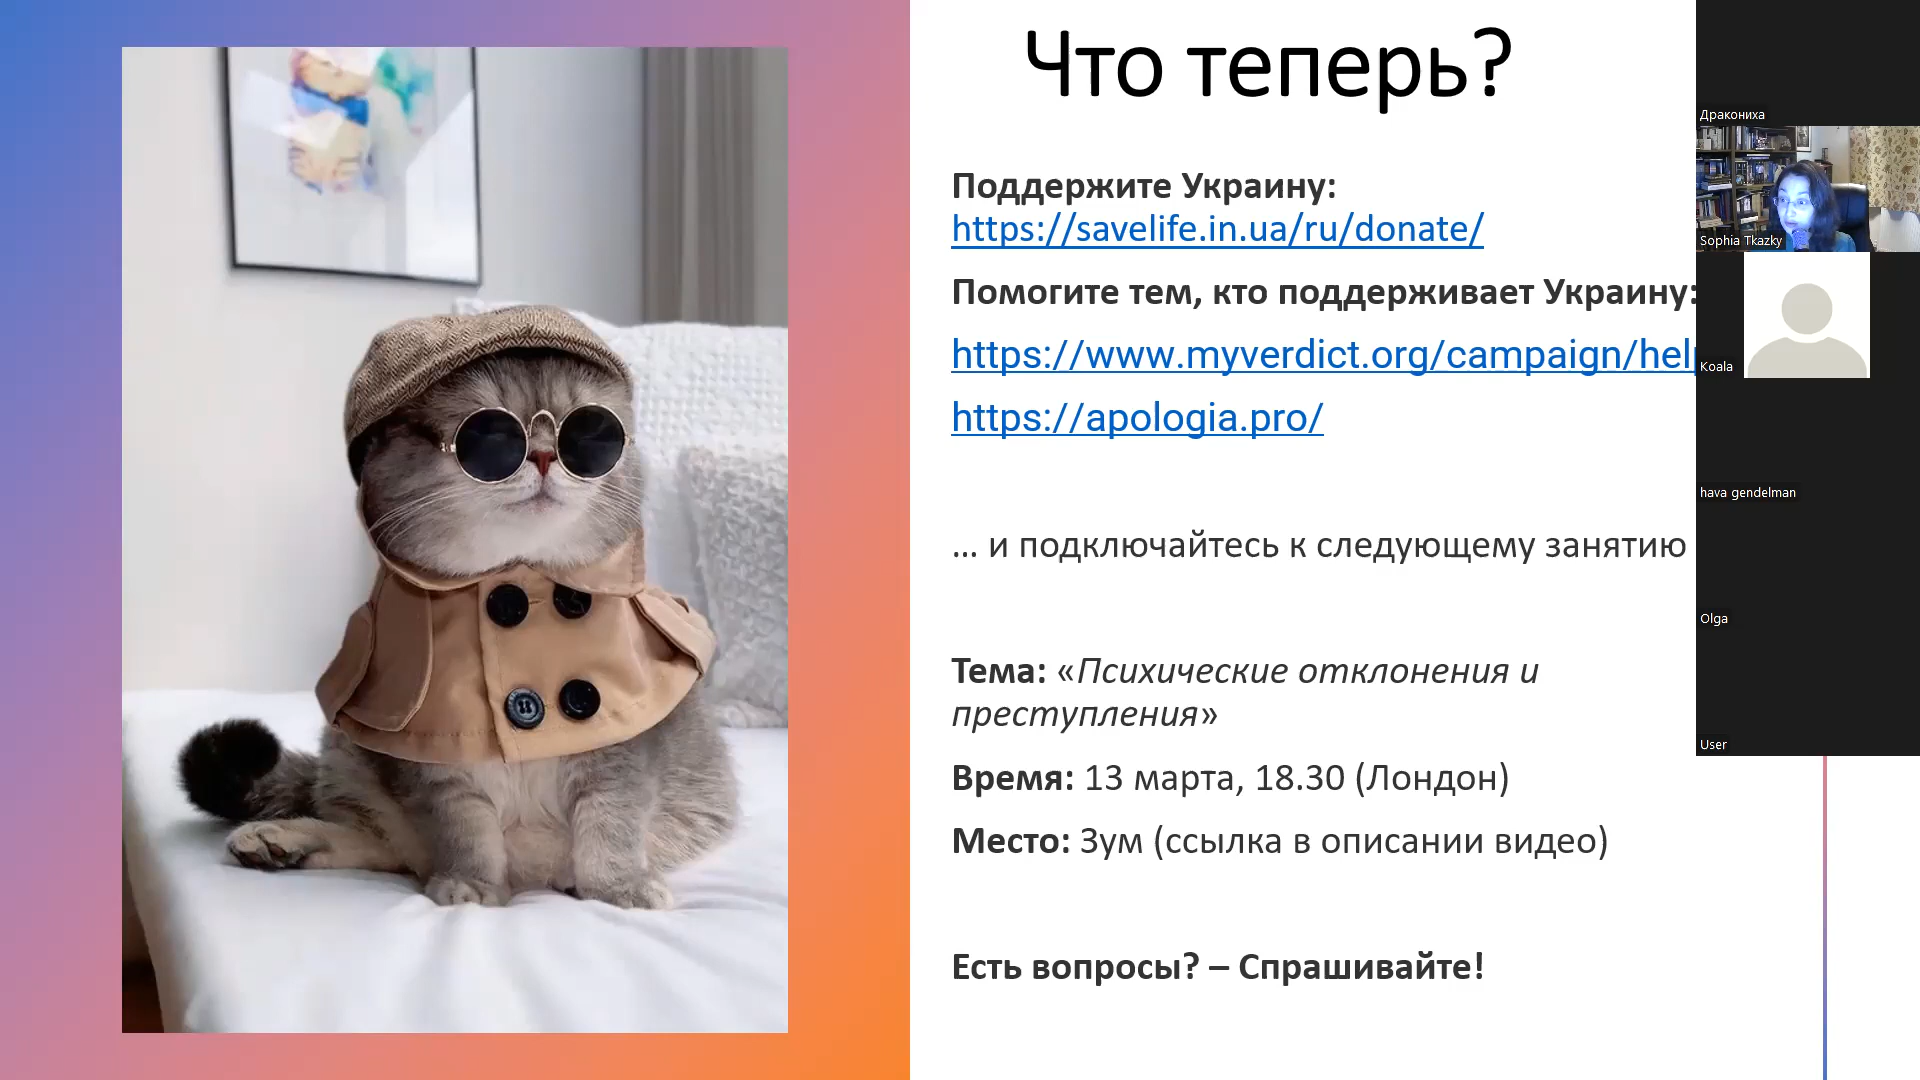 Что теперь?
Поддержите Украину:
https://savelife.in.ua/ru/donate/
Помогите тем, кто поддерживает Украину:
https://www.myverdict.org/campaign/hel
https://apologia.pro/
... и подключайтесь к следующему занятию
Тема: «Психические отклонения и
преступления»
Время: 13 марта, 18.30 (Лондон)
Место: Зум (ссылка в описании видео)
Есть вопросы? – Спрашивайте!
Дракониха
Sophia Tkazky
Koala
hava gendelman
Olga
User